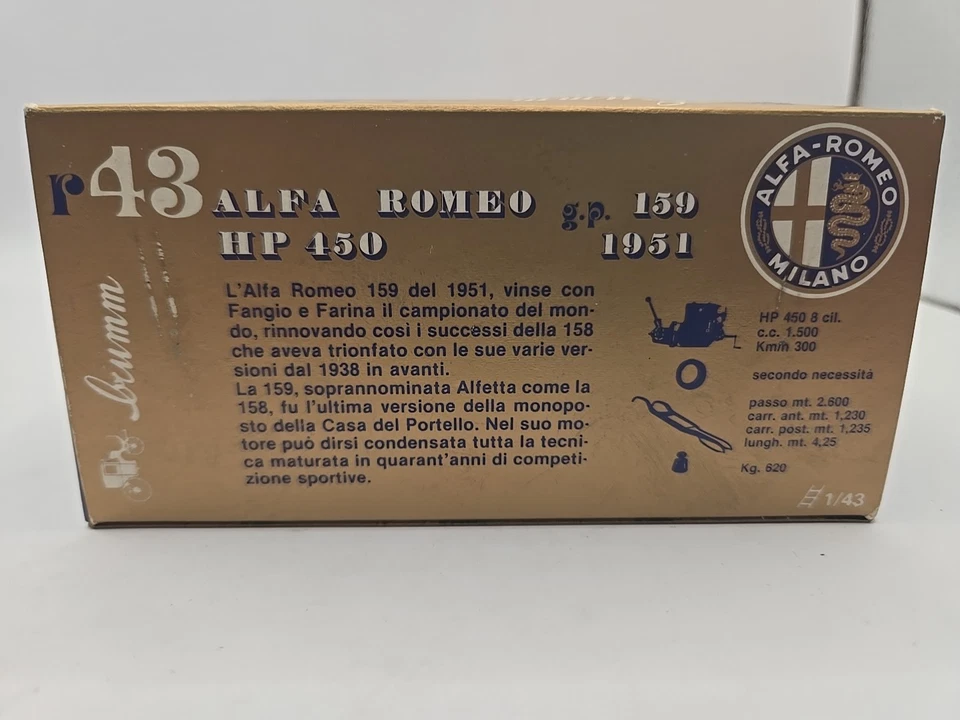 r43
ALFA ROMEO g.p. 159
HP 450 1951
brumm
L'Alfa Romeo 159 del 1951, vinse con
Fangio e Farina il campionato del mon-
do, rinnovando così i successi della 158
che aveva trionfato con le sue varie ver-
sioni dal 1938 in avanti.
La 159, soprannominata Alfetta come la
158, fu l'ultima versione della monopo-
sto della Casa del Portello. Nel suo mo-
tore può dirsi condensata tutta la tecni-
ca maturata in quarant'anni di competi-
zione sportive.
ALFA-ROMEO
MILANO
HP 450 8 cil.
c.c. 1.500
Kmh 300
secondo necessità
passo mt. 2.600
carr. ant. mt. 1,230
carr. post. mt. 1,235
lungh. mt. 4,25
Kg. 620
1/43